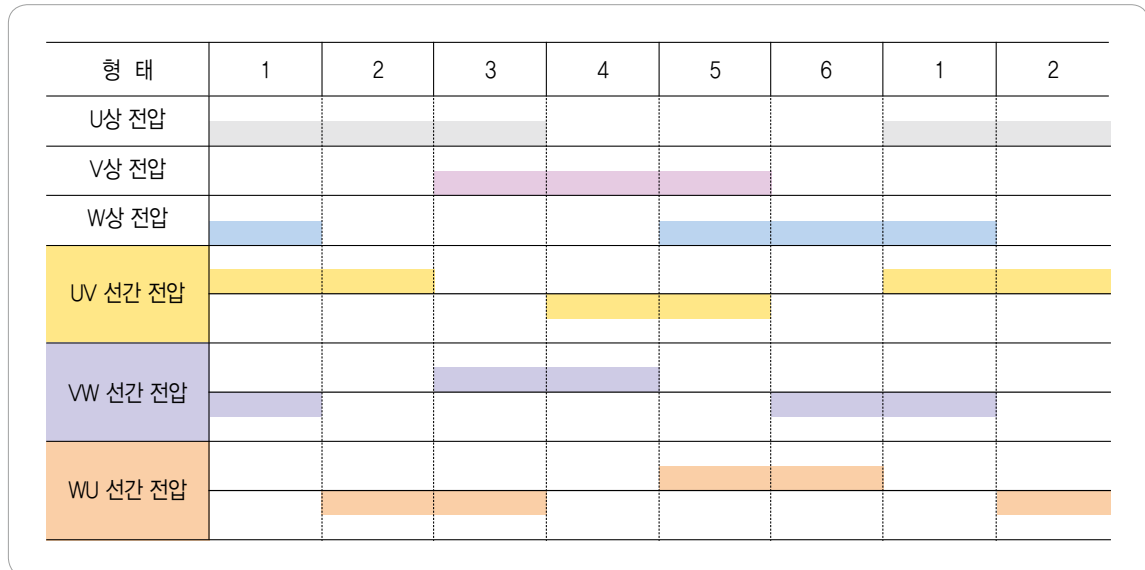 형 태 1 2 3 4 5 6 1 2
U상 전압
V상 전압
W상 전압
UV 선간 전압
VW 선간 전압
WU 선간 전압